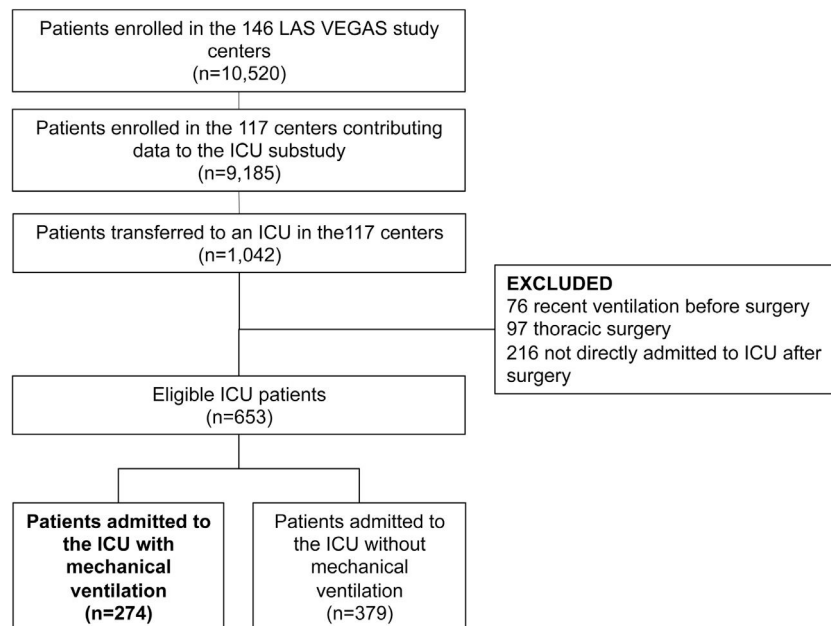 Patients enrolled in the 146 LAS VEGAS study
centers
(n=10,520)
Patients enrolled in the 117 centers contributing
data to the ICU substudy
(n=9,185)
Patients transferred to an ICU in the117 centers
(n=1,042)
EXCLUDED
76 recent ventilation before surgery
97 thoracic surgery
216 not directly admitted to ICU after
surgery
Eligible ICU patients
(n=653)
Patients admitted to
the ICU with
mechanical
ventilation
(n=274)
Patients admitted to
the ICU without
mechanical
ventilation
(n=379)